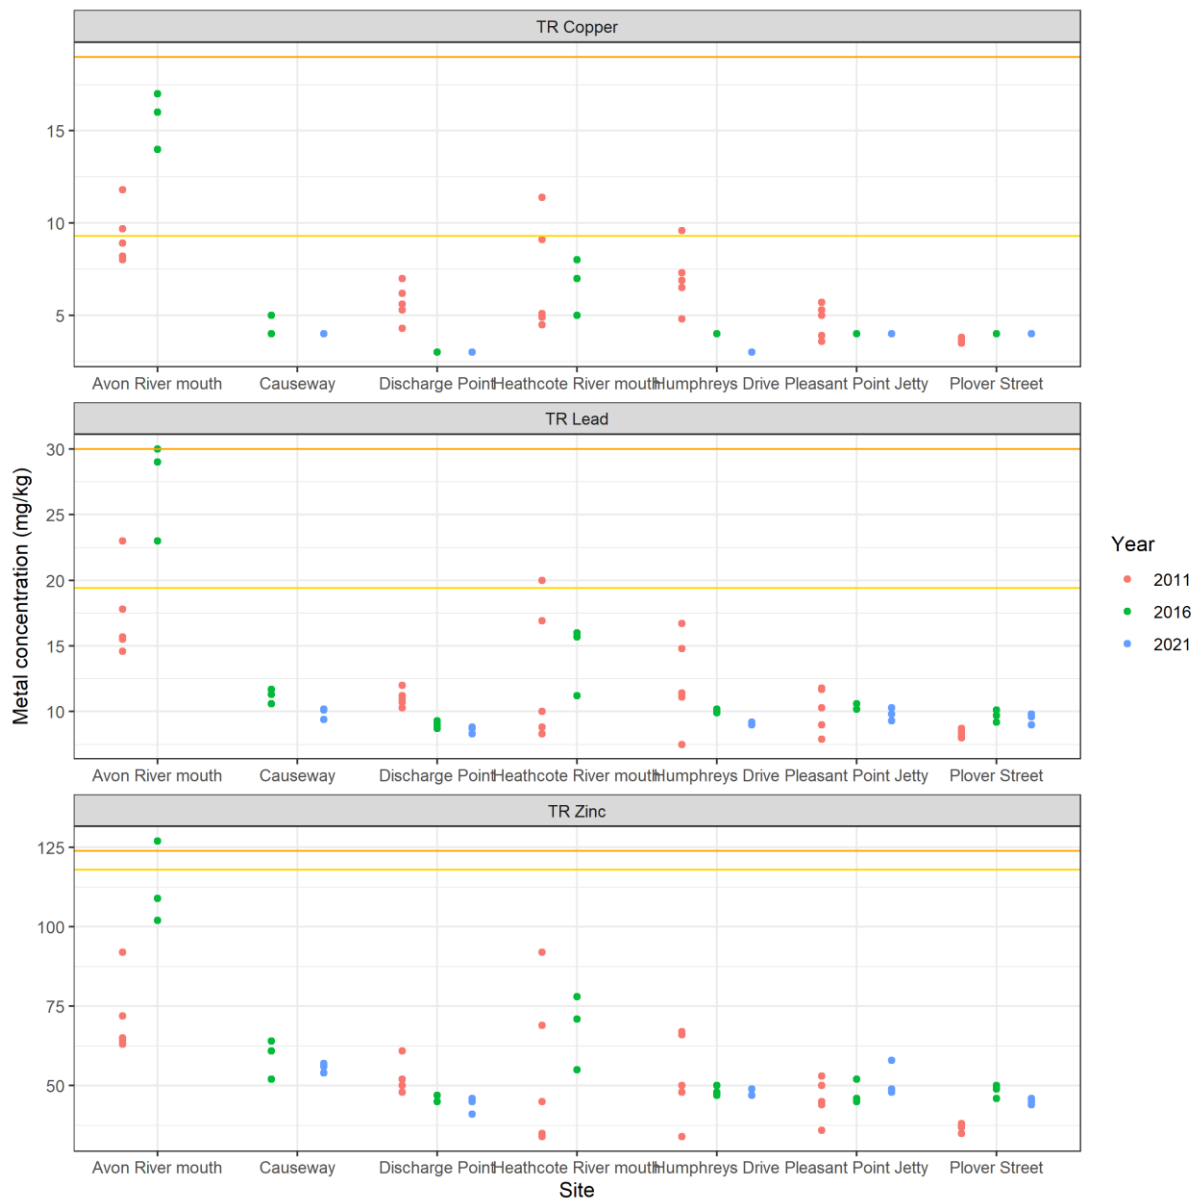 TR Copper
15
10
5
Avon River mouth Causeway Discharge Point Heathcote River mouth Humphreys Drive Pleasant Point Jetty Plover Street
TR Lead
30
25
20
15
10
Avon River mouth Causeway Discharge Point Heathcote River mouth Humphreys Drive Pleasant Point Jetty Plover Street
TR Zinc
125
100
75
50
Avon River mouth Causeway Discharge Point Heathcote River mouth Humphreys Drive Pleasant Point Jetty Plover Street
Site
Metal concentration (mg/kg)
Year
2011
2016
2021